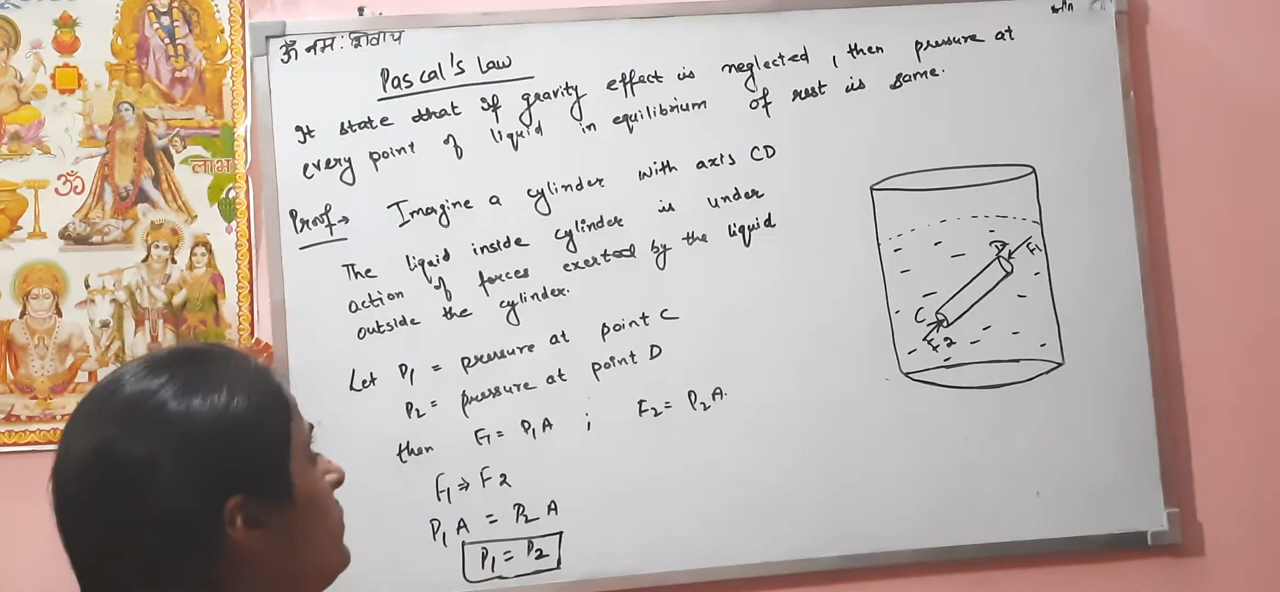 ॐ नमः शिवाय
Pascal's Law
It state that if gravity effect is neglected, then pressure at
every point of liquid in equilibrium of rest is same.
Proof→ Imagine a cylinder with axis CD
The liquid inside cylinder is under
action of forces exerted by the liquid
outside the cylinder.
Let P₁ = pressure at point C
P₂ = pressure at point D
then F₁ = P₁A ; F₂ = P₂A.
F₁ ⇒ F2
P₁A = P₂A
P₁ = P₂
D F₁
C
F2
ॐ
लाभ